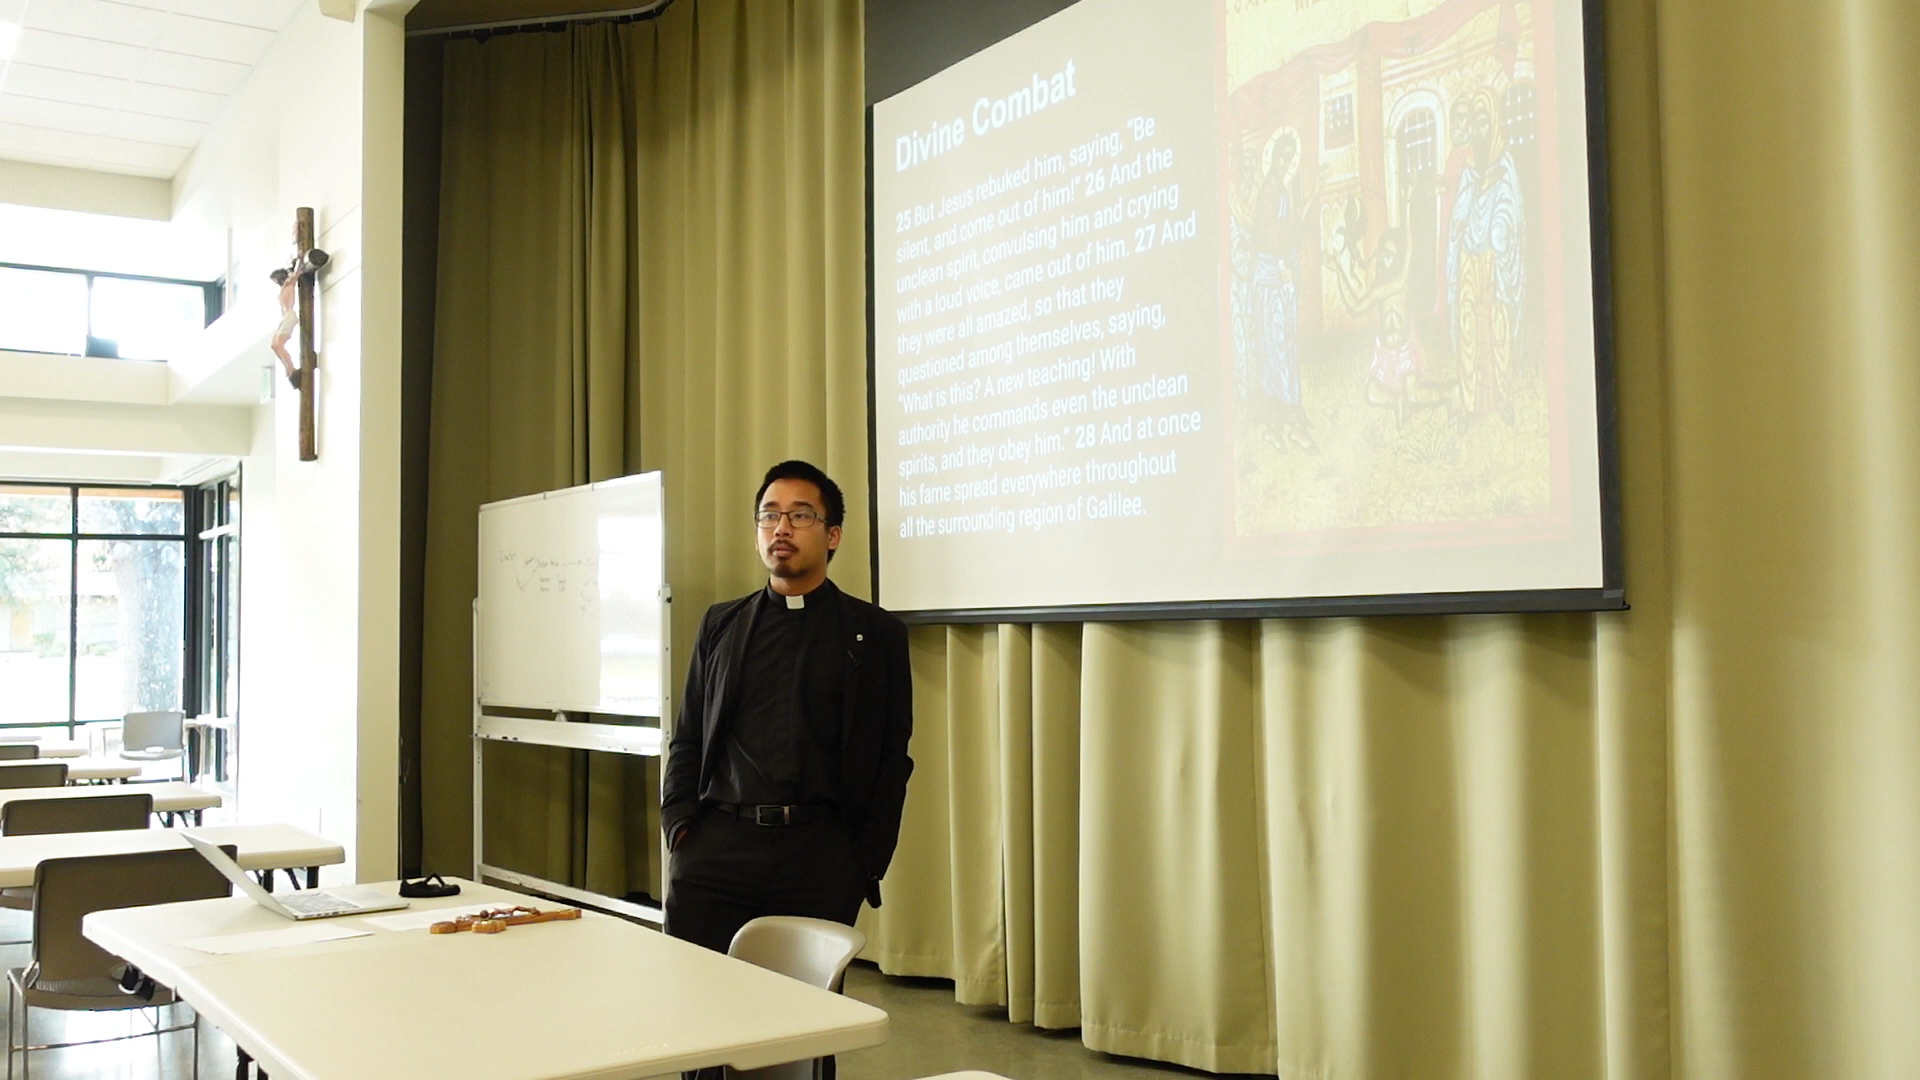 Divine Combat
25 But Jesus rebuked him, saying, “Be
silent, and come out of him!” 26 And the
unclean spirit, convulsing him and crying
with a loud voice, came out of him. 27 And
they were all amazed, so that they
questioned among themselves, saying,
“What is this? A new teaching! With
authority he commands even the unclean
spirits, and they obey him.” 28 And at once
his fame spread everywhere throughout
all the surrounding region of Galilee.